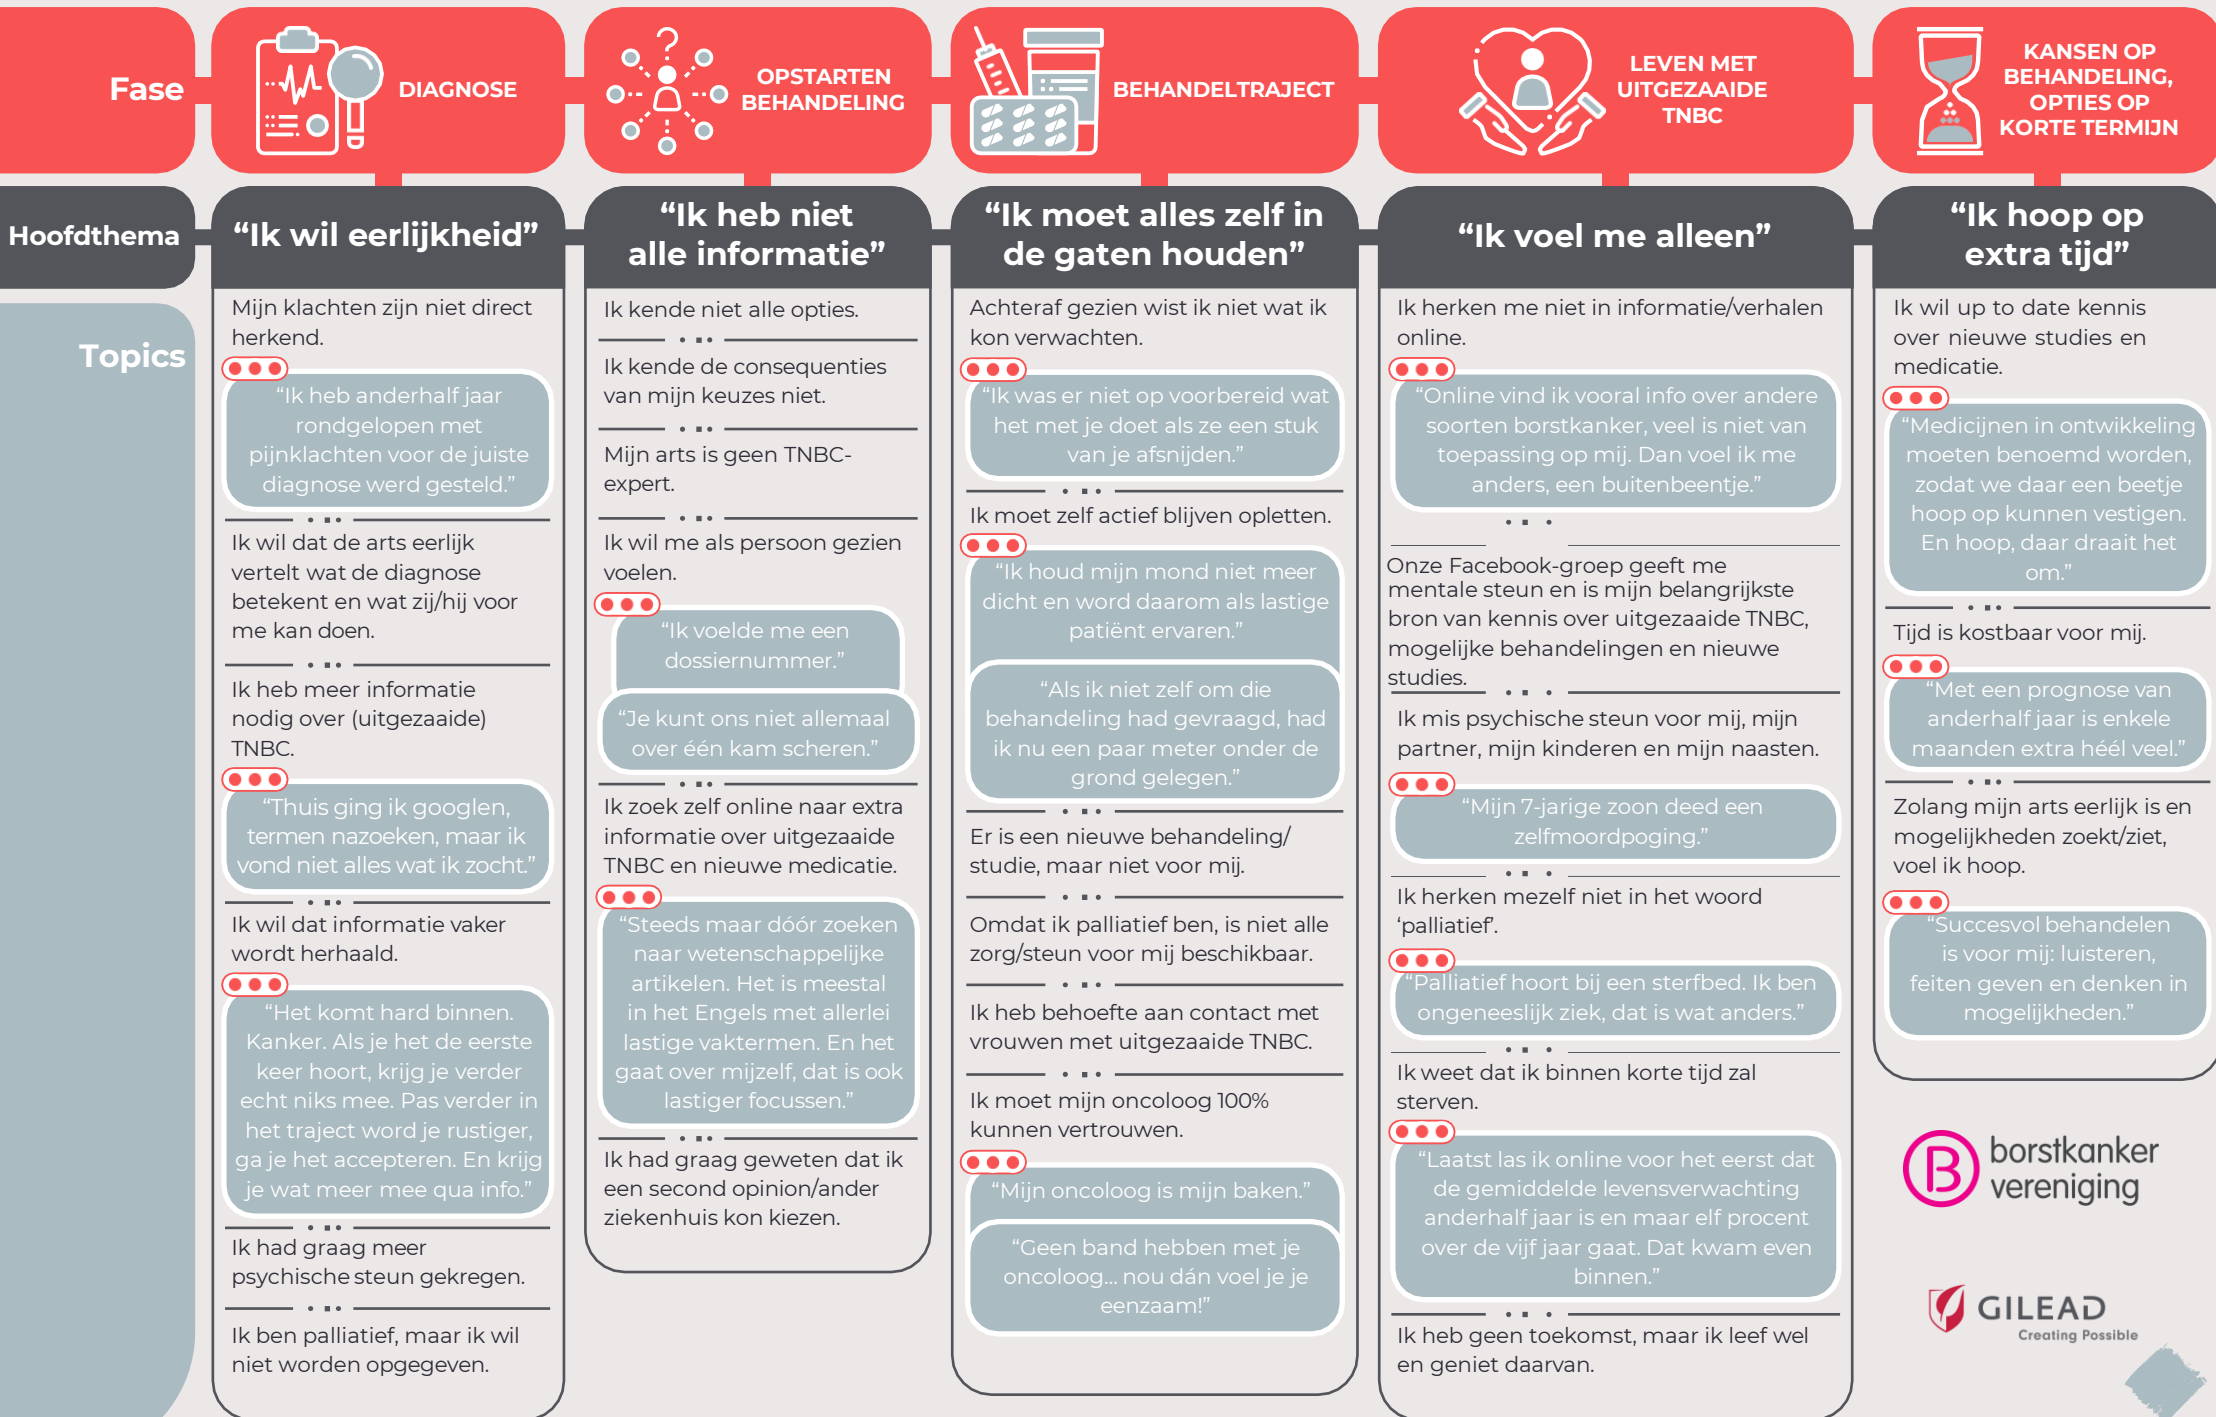 Fase
DIAGNOSE
OPSTARTEN
BEHANDELING
BEHANDELTRAJECT
LEVEN MET
UITGEZAAIDE
TNBC
KANSEN OP
BEHANDELING,
OPTIES OP
KORTE TERMIJN
Hoofdthema
“Ik wil eerlijkheid”
“Ik heb niet
alle informatie”
“Ik moet alles zelf in
de gaten houden”
“Ik voel me alleen”
“Ik hoop op
extra tijd”
Topics
Mijn klachten zijn niet direct
herkend.
“Ik heb anderhalf jaar
rondgelopen met
pijnklachten voor de juiste
diagnose werd gesteld.”
Ik wil dat de arts eerlijk
vertelt wat de diagnose
betekent en wat zij/hij voor
me kan doen.
Ik heb meer informatie
nodig over (uitgezaaide)
TNBC.
“Thuis ging ik googlen,
termen nazoeken, maar ik
vond niet alles wat ik zocht.”
Ik wil dat informatie vaker
wordt herhaald.
“Het komt hard binnen.
Kanker. Als je het de eerste
keer hoort, krijg je verder
echt niks mee. Pas verder in
het traject word je rustiger,
ga je het accepteren. En krijg
je wat meer mee qua info.”
Ik had graag meer
psychische steun gekregen.
Ik ben palliatief, maar ik wil
niet worden opgegeven.
Ik kende niet alle opties.
Ik kende de consequenties
van mijn keuzes niet.
Mijn arts is geen TNBC-
expert.
Ik wil me als persoon gezien
voelen.
“Ik voelde me een
dossiernummer.”
“Je kunt ons niet allemaal
over één kam scheren.”
Ik zoek zelf online naar extra
informatie over uitgezaaide
TNBC en nieuwe medicatie.
“Steeds maar dóór zoeken
naar wetenschappelijke
artikelen. Het is meestal
in het Engels met allerlei
lastige vaktermen. En het
gaat over mijzelf, dat is ook
lastiger focussen.”
Ik had graag geweten dat ik
een second opinion/ander
ziekenhuis kon kiezen.
Achteraf gezien wist ik niet wat ik
kon verwachten.
“Ik was er niet op voorbereid wat
het met je doet als ze een stuk
van je afsnijden.”
Ik moet zelf actief blijven opletten.
“Ik houd mijn mond niet meer
dicht en word daarom als lastige
patiënt ervaren.”
“Als ik niet zelf om die
behandeling had gevraagd, had
ik nu een paar meter onder de
grond gelegen.”
Er is een nieuwe behandeling/
studie, maar niet voor mij.
Omdat ik palliatief ben, is niet alle
zorg/steun voor mij beschikbaar.
Ik heb behoefte aan contact met
vrouwen met uitgezaaide TNBC.
Ik moet mijn oncoloog 100%
kunnen vertrouwen.
“Mijn oncoloog is mijn baken.”
“Geen band hebben met je
oncoloog... nou dán voel je je
eenzaam!”
Ik herken me niet in informatie/verhalen
online.
“Online vind ik vooral info over andere
soorten borstkanker, veel is niet van
toepassing op mij. Dan voel ik me
anders, een buitenbeentje.”
Onze Facebook-groep geeft me
mentale steun en is mijn belangrijkste
bron van kennis over uitgezaaide TNBC,
mogelijke behandelingen en nieuwe
studies.
Ik mis psychische steun voor mij, mijn
partner, mijn kinderen en mijn naasten.
“Mijn 7-jarige zoon deed een
zelfmoordpoging.”
Ik herken mezelf niet in het woord
‘palliatief’.
“Palliatief hoort bij een sterfbed. Ik ben
ongeneeslijk ziek, dat is wat anders.”
Ik weet dat ik binnen korte tijd zal
sterven.
“Laatst las ik online voor het eerst dat
de gemiddelde levensverwachting
anderhalf jaar is en maar elf procent
over de vijf jaar gaat. Dat kwam even
binnen.”
Ik heb geen toekomst, maar ik leef wel
en geniet daarvan.
Ik wil up to date kennis
over nieuwe studies en
medicatie.
“Medicijnen in ontwikkeling
moeten benoemd worden,
zodat we daar een beetje
hoop op kunnen vestigen.
En hoop, daar draait het
om.”
Tijd is kostbaar voor mij.
“Met een prognose van
anderhalf jaar is enkele
maanden extra héél veel.”
Zolang mijn arts eerlijk is en
mogelijkheden zoekt/ziet,
voel ik hoop.
“Succesvol behandelen
is voor mij: luisteren,
feiten geven en denken in
mogelijkheden.”
B
borstkanker
vereniging
GILEAD
Creating Possible